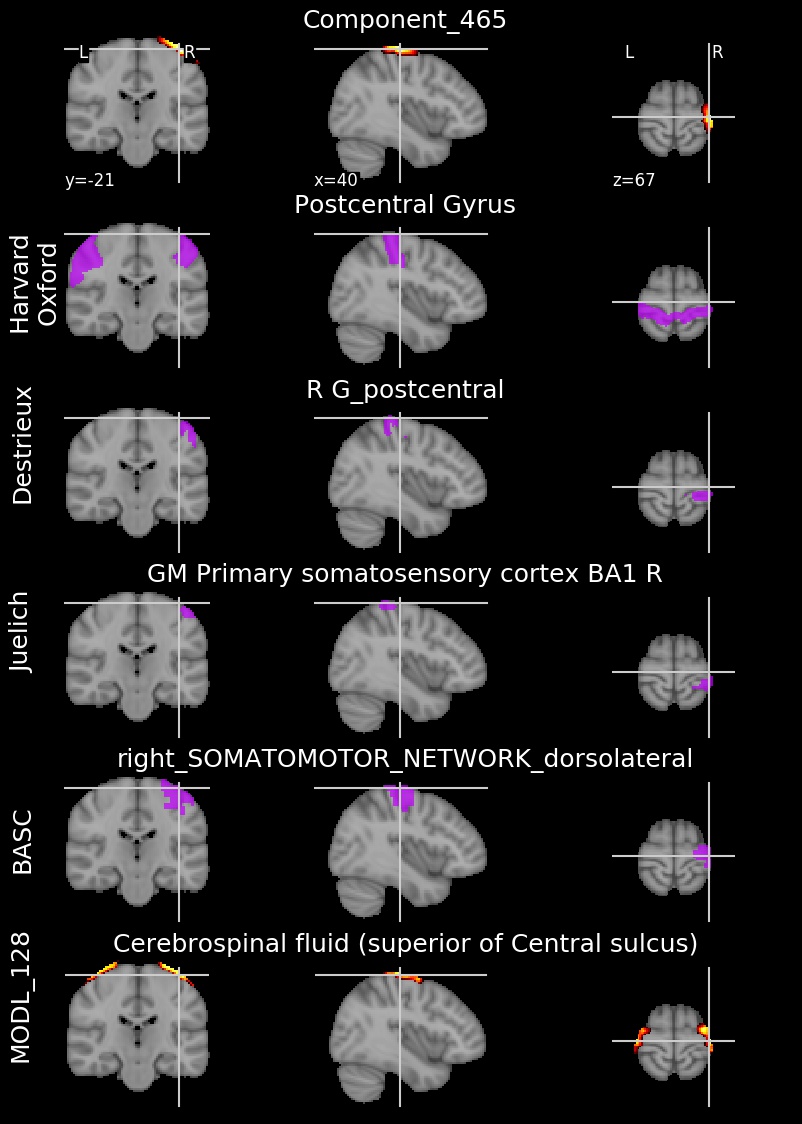 Component_465
L R
L R
y=-21
x=40
z=67
Postcentral Gyrus
Harvard
Oxford
R G_postcentral
Destrieux
GM Primary somatosensory cortex BA1 R
Juelich
right_SOMATOMOTOR_NETWORK_dorsolateral
BASC
Cerebrospinal fluid (superior of Central sulcus)
MODL_128